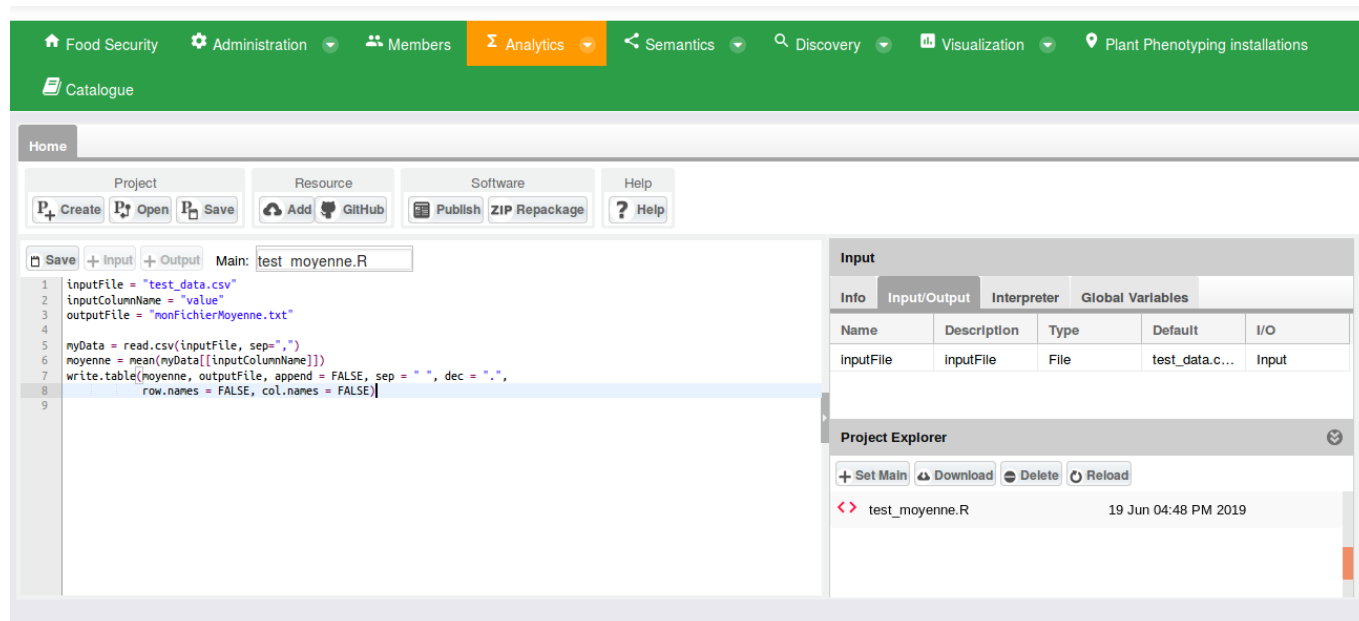 Food Security Administration Members Analytics Semantics Discovery Visualization Plant Phenotyping installations
Catalogue
Home
Project Resource Software Help
Create Open Save Add GitHub Publish ZIP Repackage ? Help
Save + Input + Output Main: test_moyenne.R
1 inputFile = "test_data.csv"
2 inputColumnName = "value"
3 outputFile = "monFichierMoyenne.txt"
4
5 myData = read.csv(inputFile, sep=",")
6 moyenne = mean(myData[[inputColumnName]])
7 write.table(moyenne, outputFile, append = FALSE, sep = " ", dec = ".",
8 row.names = FALSE, col.names = FALSE)
9
Input
Info Input/Output Interpreter Global Variables
Name Description Type Default I/O
inputFile inputFile File test_data.c... Input
Project Explorer
+ Set Main Download Delete Reload
<> test_moyenne.R 19 Jun 04:48 PM 2019